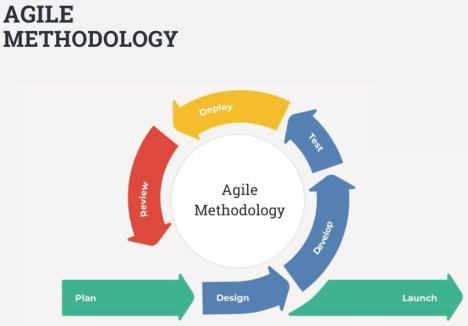 AGILE
METHODOLOGY
Deploy
Test
Review
Agile
Methodology
Develop
Plan
Design
Launch